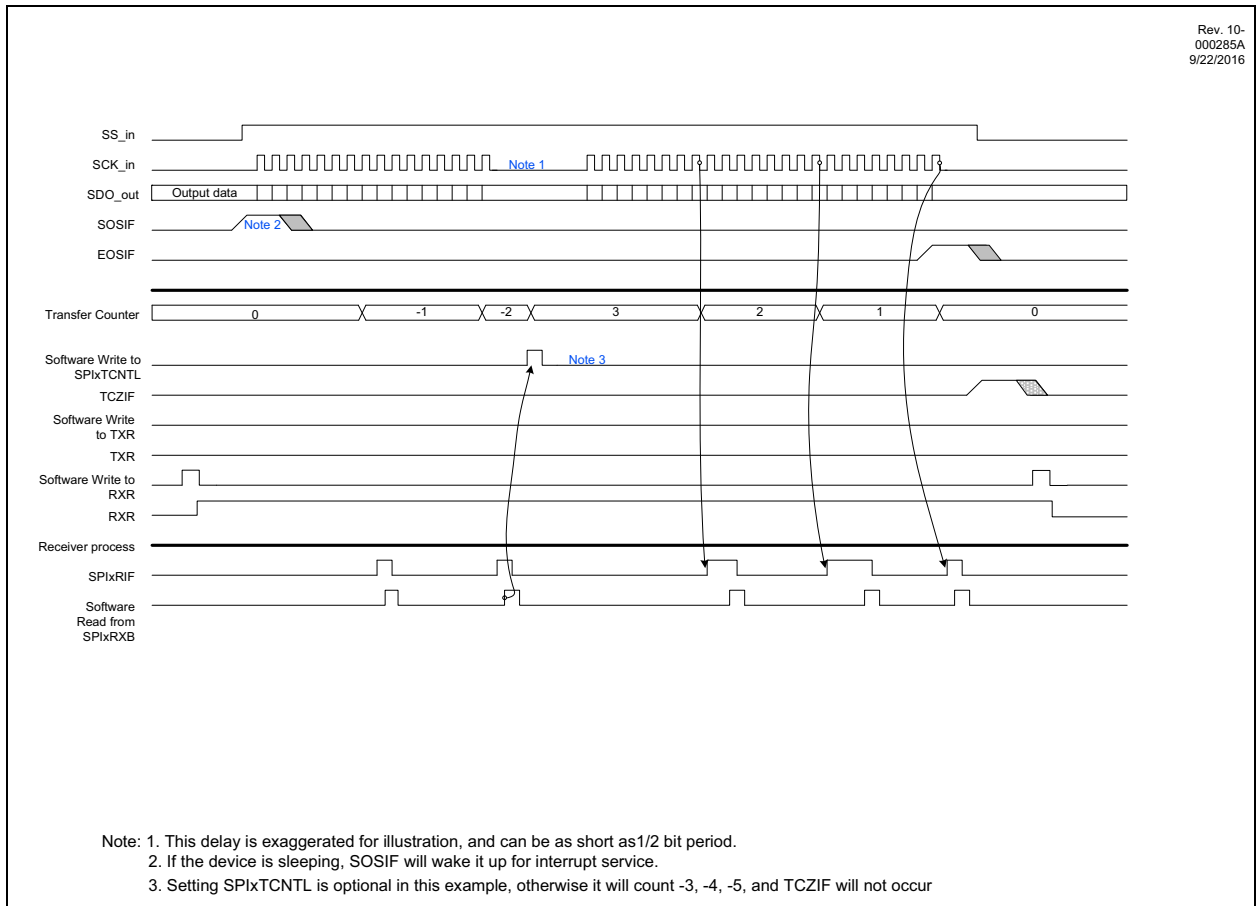 Rev. 10-
000285A
9/22/2016
SS_in
SCK_in
Note 1
SDO_out
Output data
SOSIF
Note 2
EOSIF
Transfer Counter
0
-1
-2
3
2
1
0
Software Write to
SPIxTCNTL
Note 3
TCZIF
Software Write
to TXR
TXR
Software Write to
RXR
RXR
Receiver process
SPIxRIF
Software
Read from
SPIxRXB
Note: 1. This delay is exaggerated for illustration, and can be as short as1/2 bit period.
2. If the device is sleeping, SOSIF will wake it up for interrupt service.
3. Setting SPIxTCNTL is optional in this example, otherwise it will count -3, -4, -5, and TCZIF will not occur